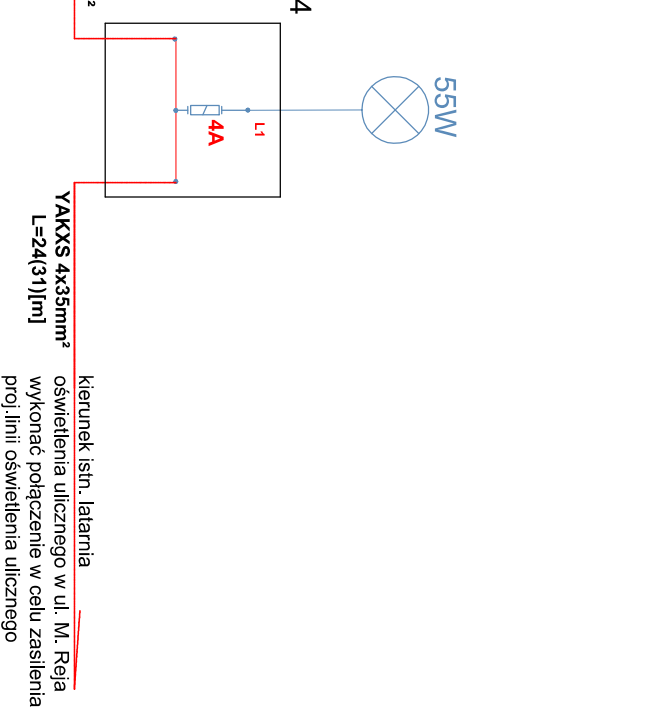 4
55W
L1
4A
²
YAKXS 4x35mm²
L=24(31)[m]
kierunek istn. latarnia
oświetlenia ulicznego w ul. M. Reja
wykonać połączenie w celu zasilenia
proj.linii oświetlenia ulicznego